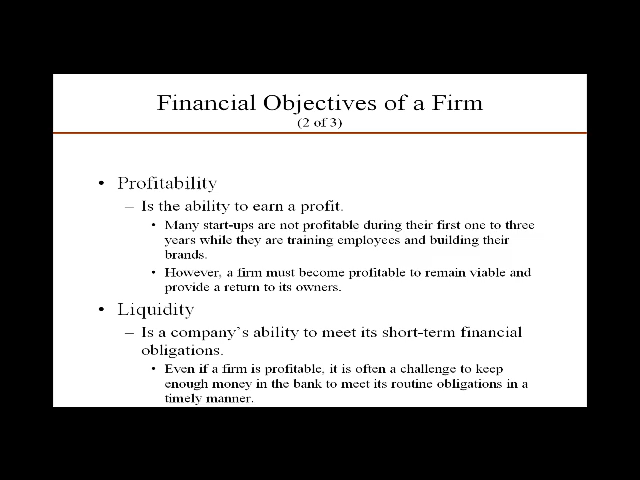 Financial Objectives of a Firm
(2 of 3)
• Profitability
– Is the ability to earn a profit.
• Many start-ups are not profitable during their first one to three
years while they are training employees and building their
brands.
• However, a firm must become profitable to remain viable and
provide a return to its owners.
• Liquidity
– Is a company's ability to meet its short-term financial
obligations.
• Even if a firm is profitable, it is often a challenge to keep
enough money in the bank to meet its routine obligations in a
timely manner.